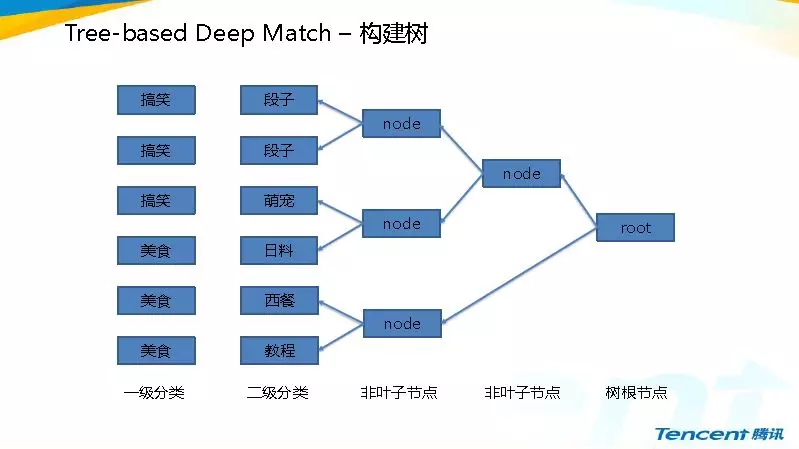 Tree-based Deep Match – 构建树
搞笑 段子
node
搞笑 段子
node
搞笑 萌宠
node
root
美食 日料
美食 西餐
node
美食 教程
一级分类 二级分类 非叶子节点 非叶子节点 树根节点
Tencent 腾讯